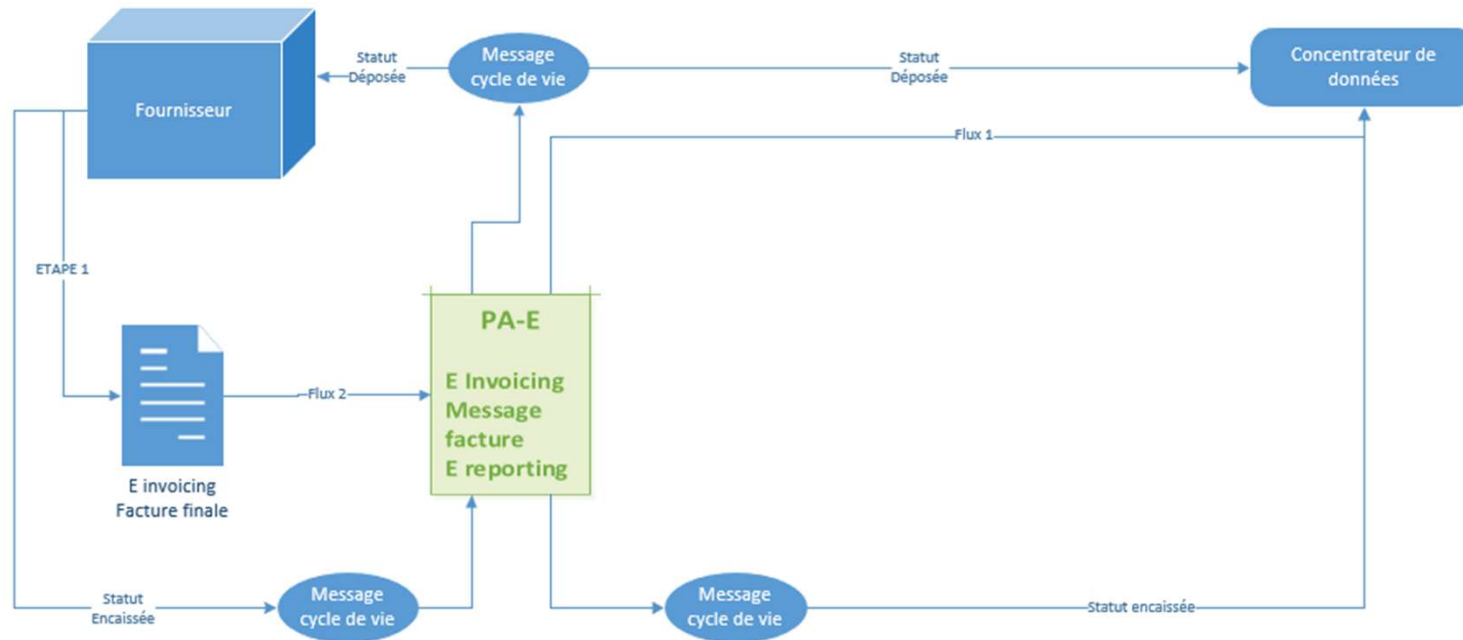 Statut
Déposée
Message
cycle de vie
Statut
Déposée
Concentrateur de
données
Fournisseur
Flux 1
ETAPE 1
PA-E
E Invoicing
Message
facture
E reporting
Flux 2
E invoicing
Facture finale
Statut
Encaissée
Message
cycle de vie
Message
cycle de vie
Statut encaissée